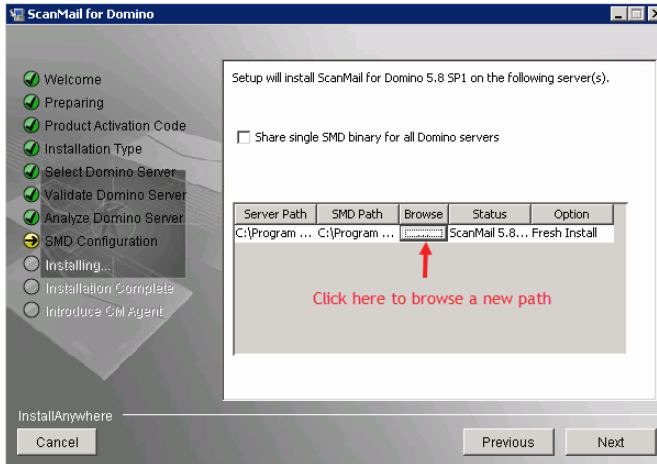 ScanMail for Domino
Welcome
Preparing
Product Activation Code
Installation Type
Select Domino Server
Validate Domino Server
Analyze Domino Server
SMD Configuration
Installing...
Installation Complete
Introduce CM Agent
Setup will install ScanMail for Domino 5.8 SP1 on the following server(s).
Share single SMD binary for all Domino servers
Server Path SMD Path Browse Status Option
C:\Program ... C:\Program ... ........... ScanMail 5.8... Fresh Install
Click here to browse a new path
InstallAnywhere
Cancel Previous Next